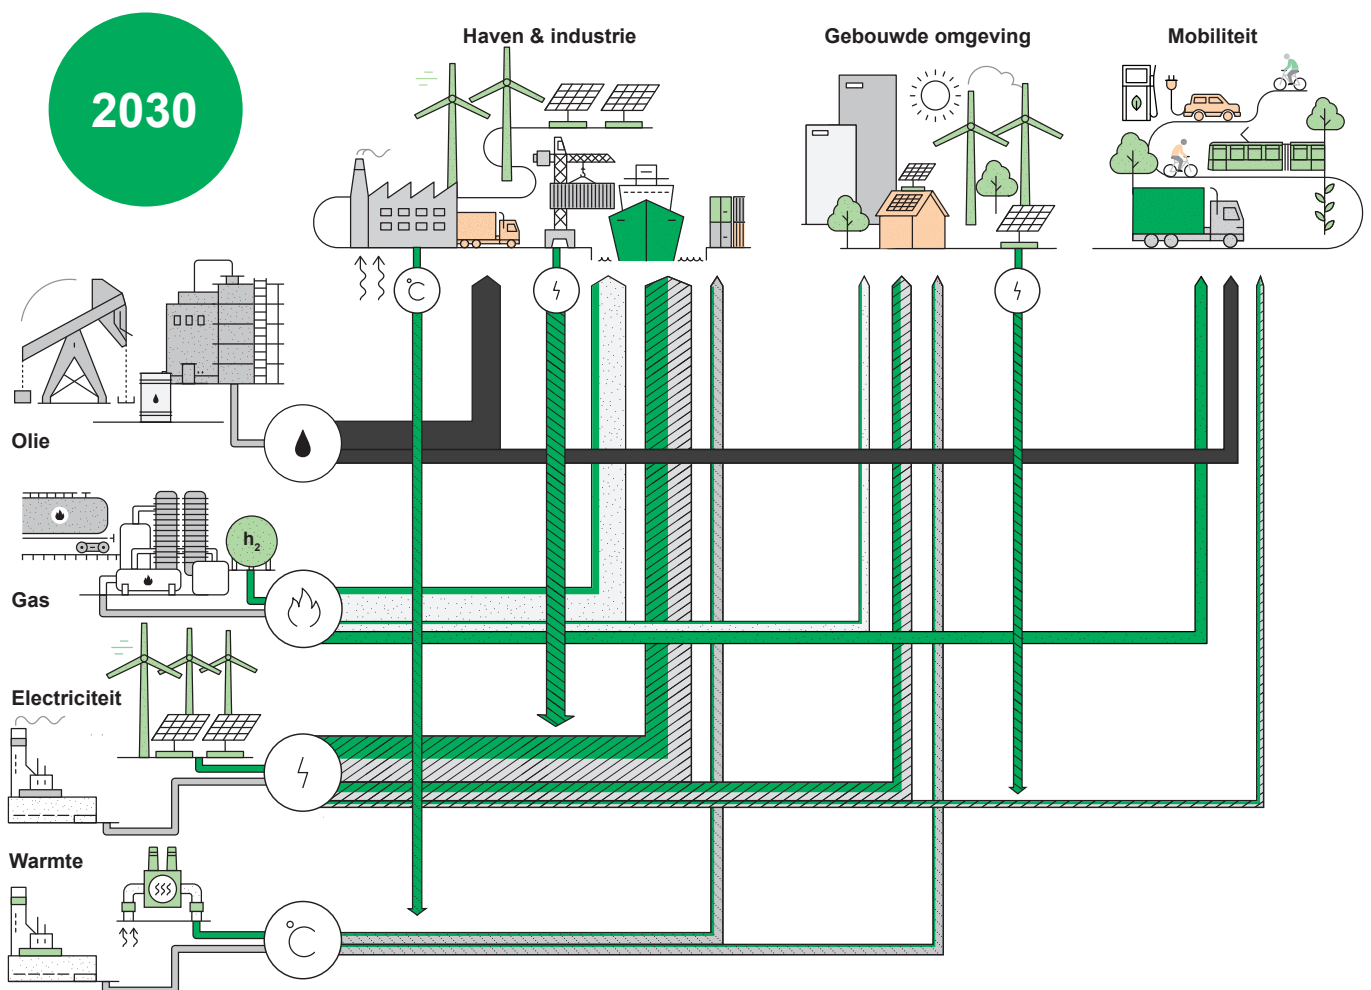 2030
Haven & industrie
Gebouwde omgeving
Mobiliteit
°C
Olie
h₂
Gas
Electriciteit
Warmte
°C